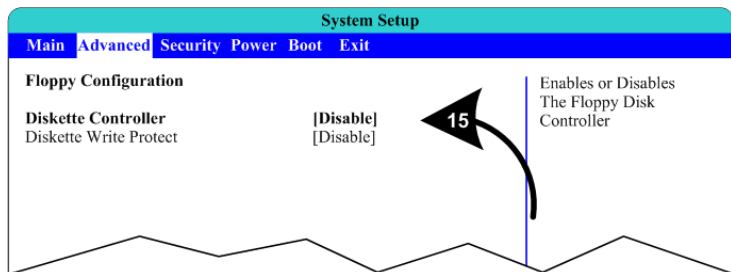 System Setup
Main Advanced Security Power Boot Exit
Floppy Configuration
Diskette Controller [Disable]
Diskette Write Protect [Disable]
15
Enables or Disables
The Floppy Disk
Controller